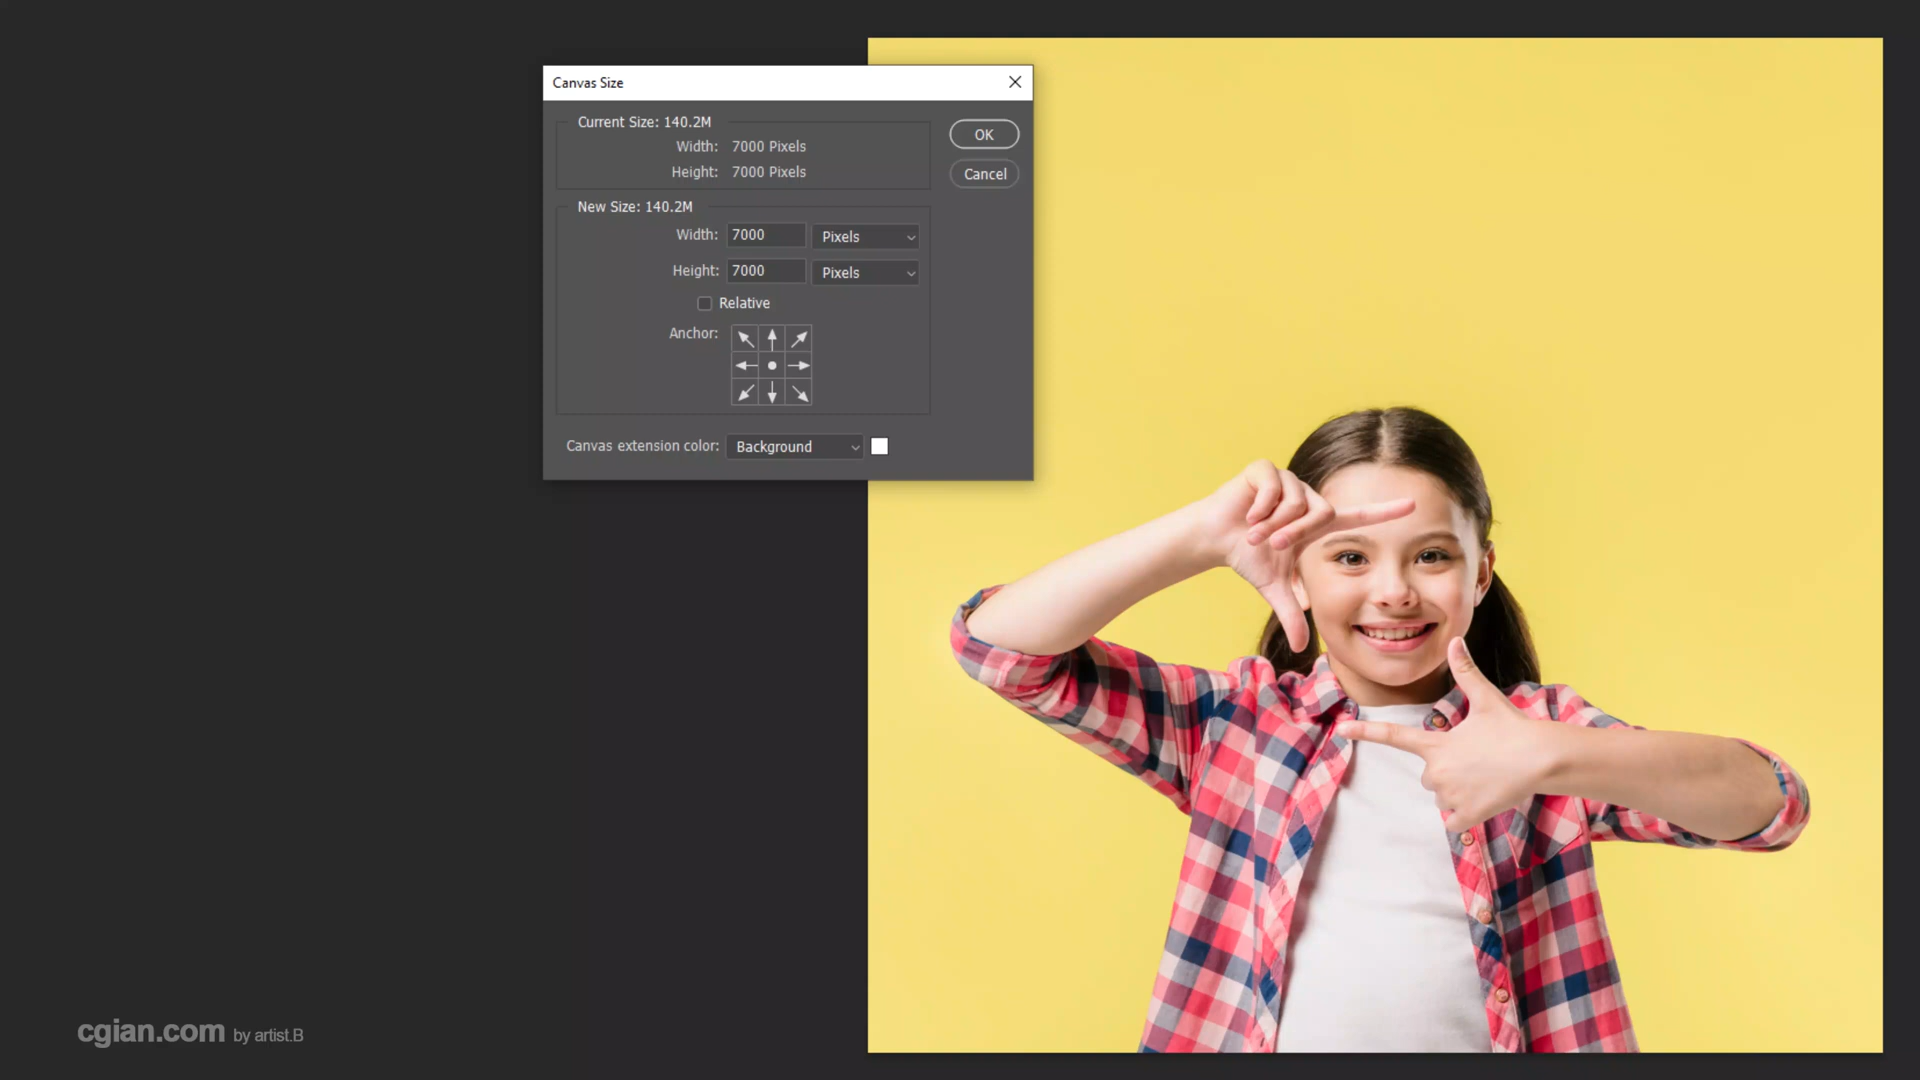 Canvas Size
Current Size: 140.2M
Width: 7000 Pixels
Height: 7000 Pixels
OK
Cancel
New Size: 140.2M
Width: 7000 Pixels
Height: 7000 Pixels
Relative
Anchor:
Canvas extension color: Background
cgian.com by artist.B